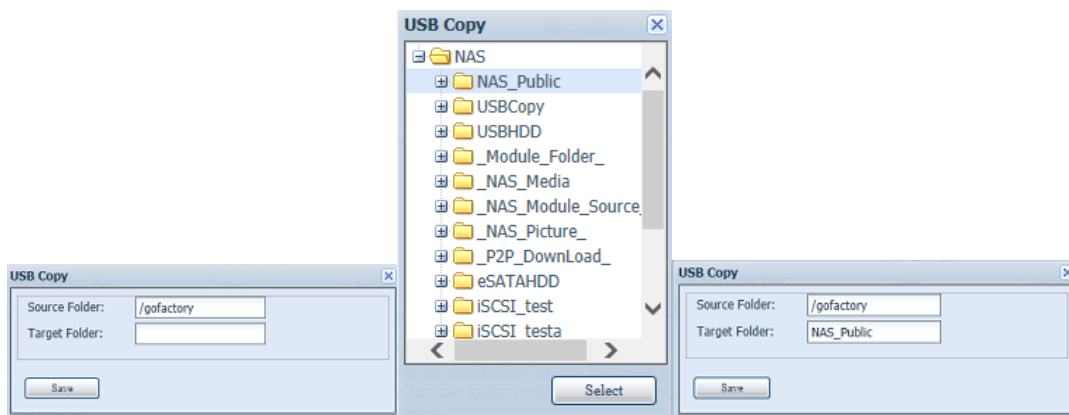 USB Copy
Source Folder: /gofactory
Target Folder:
Save
USB Copy
NAS
NAS_Public
USBCopy
USBHDD
_Module_Folder_
_NAS_Media
_NAS_Module_Source_
_NAS_Picture_
_P2P_DownLoad_
eSATAHDD
iSCSI_test
iSCSI_testa
Select
USB Copy
Source Folder: /gofactory
Target Folder: NAS_Public
Save